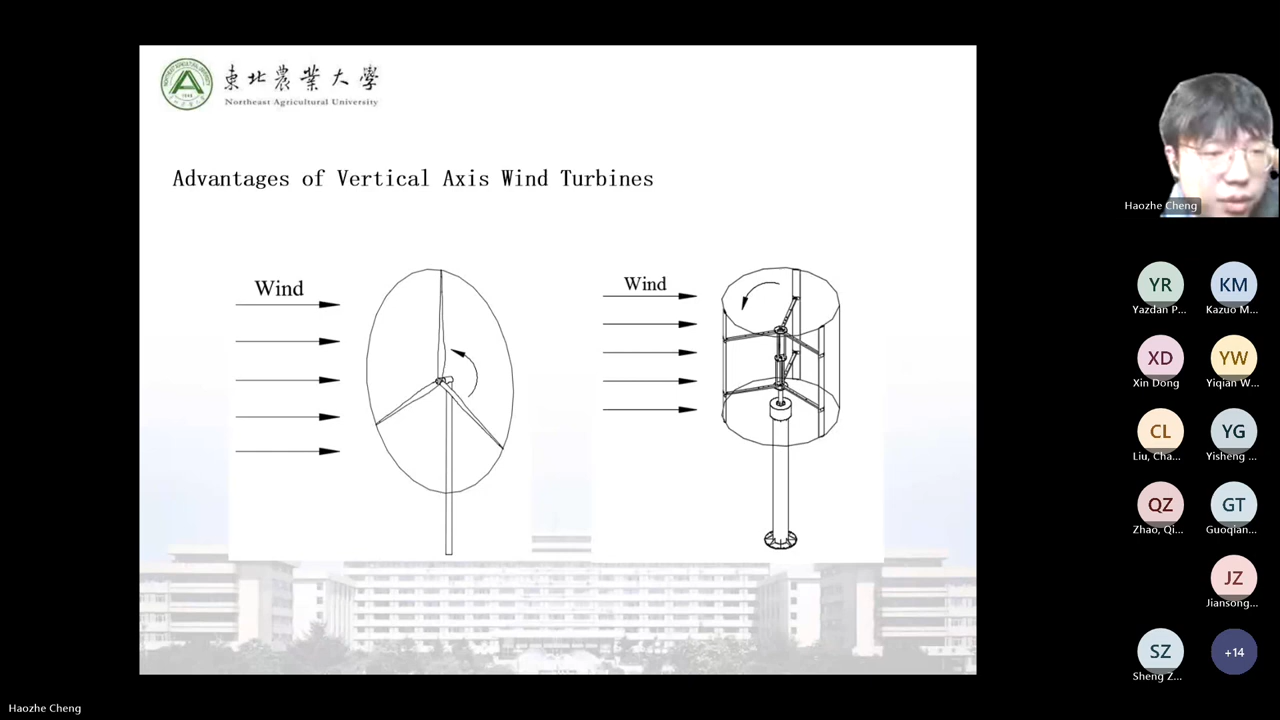 東北農業大學
Northeast Agricultural University
Advantages of Vertical Axis Wind Turbines
Wind
Wind
Haozhe Cheng
YR
KM
Yazdan P...
Kazuo M...
XD
YW
Xin Dong
Yiqian W...
CL
YG
Liu, Cha...
Yisheng ...
QZ
GT
Zhao, Qi...
Guoqian...
JZ
Jiansong...
SZ
+14
Sheng Z...
Haozhe Cheng